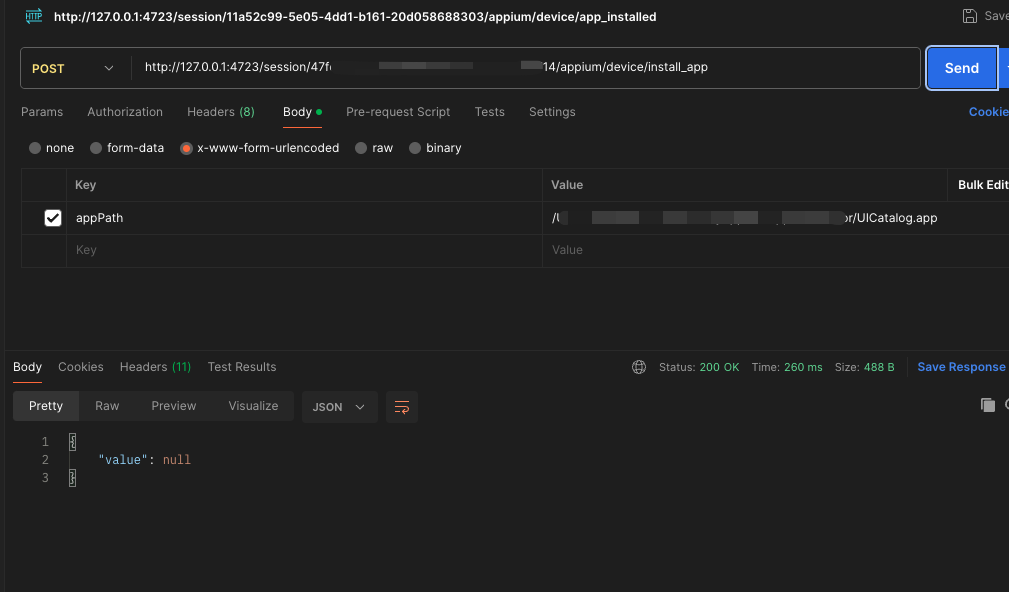 HTTP http://127.0.0.1:4723/session/11a52c99-5e05-4dd1-b161-20d058688303/appium/device/app_installed Save
POST http://127.0.0.1:4723/session/47f 14/appium/device/install_app Send
Params Authorization Headers (8) Body Pre-request Script Tests Settings Cookie
none form-data x-www-form-urlencoded raw binary
Key Value Bulk Edit
appPath /U or/UICatalog.app
Key Value
Body Cookies Headers (11) Test Results Status: 200 OK Time: 260 ms Size: 488 B Save Response
Pretty Raw Preview Visualize JSON
1 {
2 "value": null
3 }